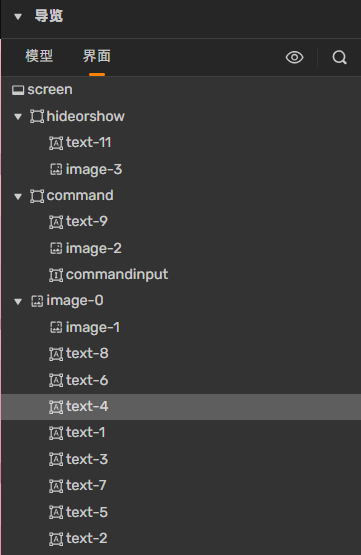 导览
模型 界面
screen
hideorshow
text-11
image-3
command
text-9
image-2
commandinput
image-0
image-1
text-8
text-6
text-4
text-1
text-3
text-7
text-5
text-2